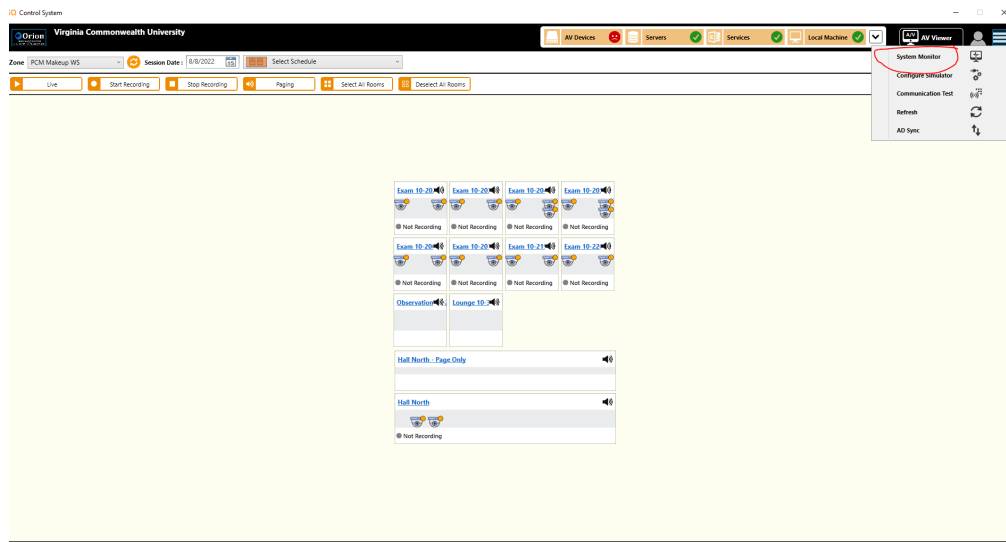 iQ Control System
Orion
Virginia Commonwealth University
AV Devices Servers Services Local Machine A/V AV Viewer
Zone PCM Makeup WS Session Date : 8/8/2022 15 Select Schedule
Live Start Recording Stop Recording Paging Select All Rooms Deselect All Rooms
System Monitor
Configure Simulator
Communication Test
Refresh
AD Sync
Exam 10-20 Exam 10-20 Exam 10-20 Exam 10-20
Not Recording Not Recording Not Recording Not Recording
Exam 10-20 Exam 10-20 Exam 10-21 Exam 10-22
Not Recording Not Recording Not Recording Not Recording
Observation Lounge 10-3
Hall North - Page Only
Hall North
Not Recording